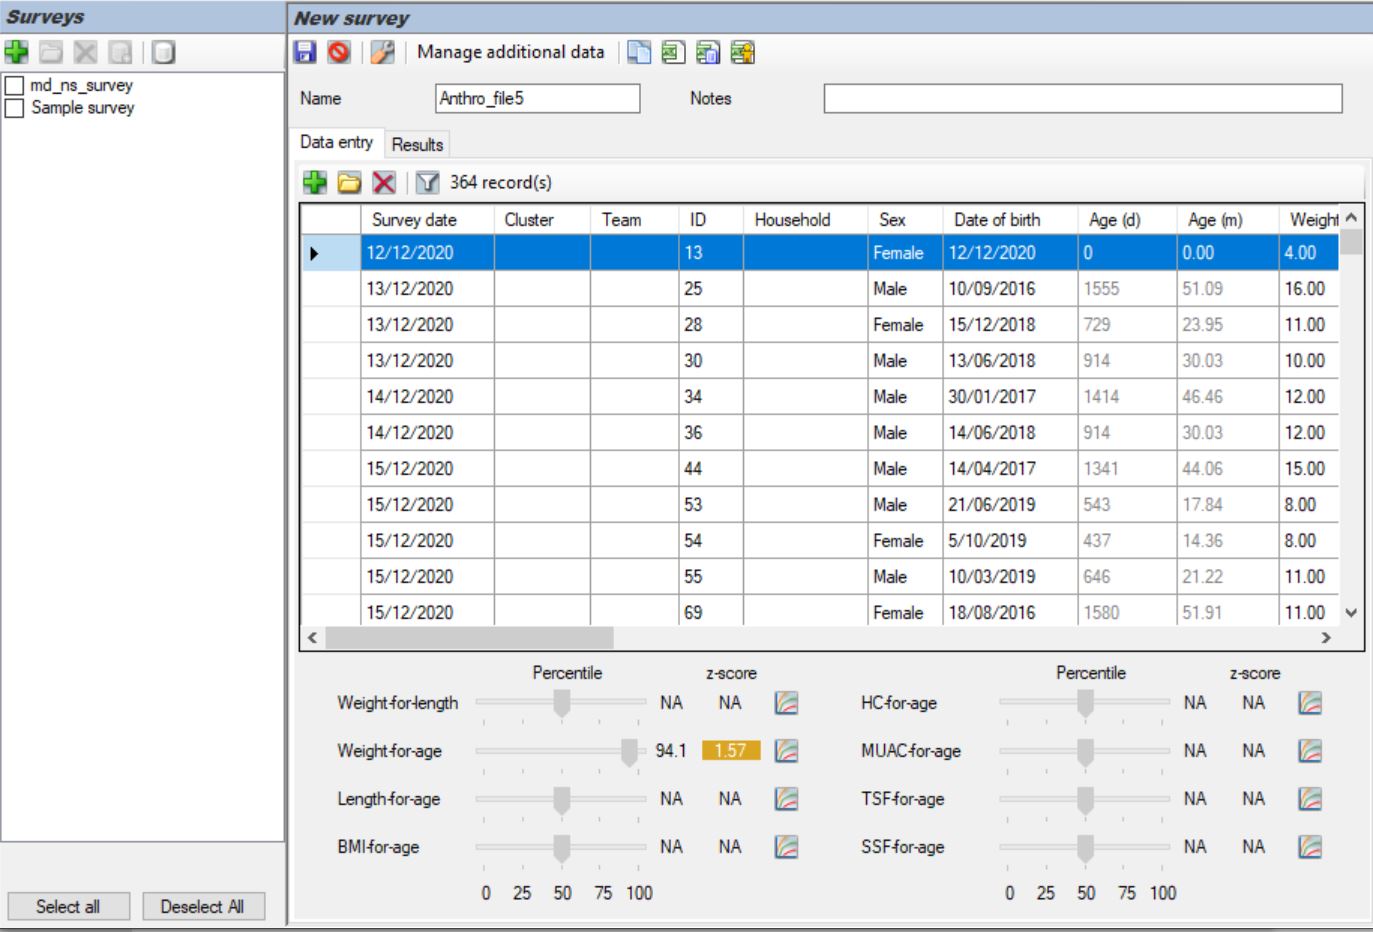 Surveys
New survey
Manage additional data
md_ns_survey
Sample survey
Name Anthro_file5 Notes
Data entry Results
364 record(s)
Survey date Cluster Team ID Household Sex Date of birth Age (d) Age (m) Weight
12/12/2020 13 Female 12/12/2020 0 0.00 4.00
13/12/2020 25 Male 10/09/2016 1555 51.09 16.00
13/12/2020 28 Female 15/12/2018 729 23.95 11.00
13/12/2020 30 Male 13/06/2018 914 30.03 10.00
14/12/2020 34 Male 30/01/2017 1414 46.46 12.00
14/12/2020 36 Male 14/06/2018 914 30.03 12.00
15/12/2020 44 Male 14/04/2017 1341 44.06 15.00
15/12/2020 53 Male 21/06/2019 543 17.84 8.00
15/12/2020 54 Female 5/10/2019 437 14.36 8.00
15/12/2020 55 Male 10/03/2019 646 21.22 11.00
15/12/2020 69 Female 18/08/2016 1580 51.91 11.00
Percentile z-score Percentile z-score
Weight-for-length NA NA HC-for-age NA NA
Weight-for-age 94.1 1.57 MUAC-for-age NA NA
Length-for-age NA NA TSF-for-age NA NA
BMI-for-age NA NA SSF-for-age NA NA
0 25 50 75 100 0 25 50 75 100
Select all Deselect All